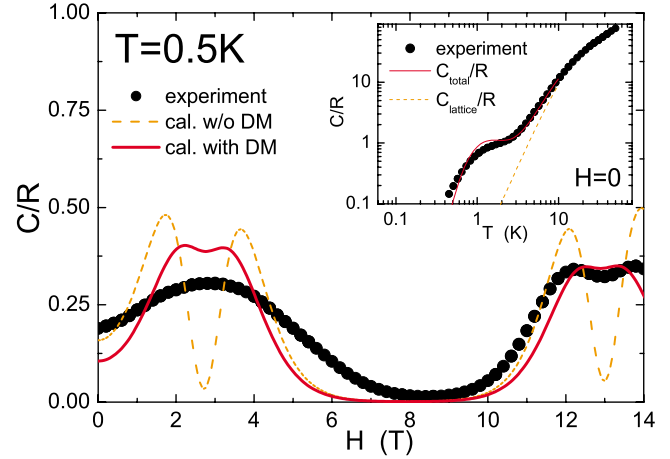 T=0.5K
experiment
cal. w/o DM
cal. with DM
experiment
C_total/R
C_lattice/R
H=0
C/R
10
1
0.1
0.1 1 10
T (K)
C/R
1.00
0.75
0.50
0.25
0.00
0 2 4 6 8 10 12 14
H (T)